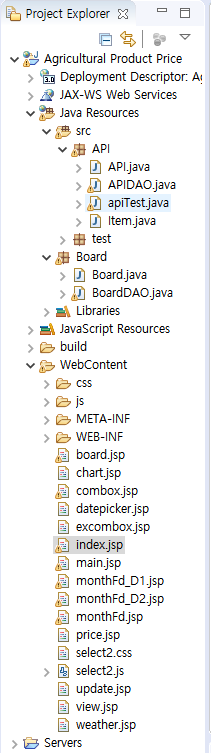 Project Explorer
Agricultural Product Price
Deployment Descriptor: A
JAX-WS Web Services
Java Resources
src
API
API.java
APIDAO.java
apiTest.java
Item.java
test
Board
Board.java
BoardDAO.java
Libraries
JavaScript Resources
build
WebContent
css
js
META-INF
WEB-INF
board.jsp
chart.jsp
combox.jsp
datepicker.jsp
excombox.jsp
index.jsp
main.jsp
monthFd_D1.jsp
monthFd_D2.jsp
monthFd.jsp
price.jsp
select2.css
select2.js
update.jsp
view.jsp
weather.jsp
Servers